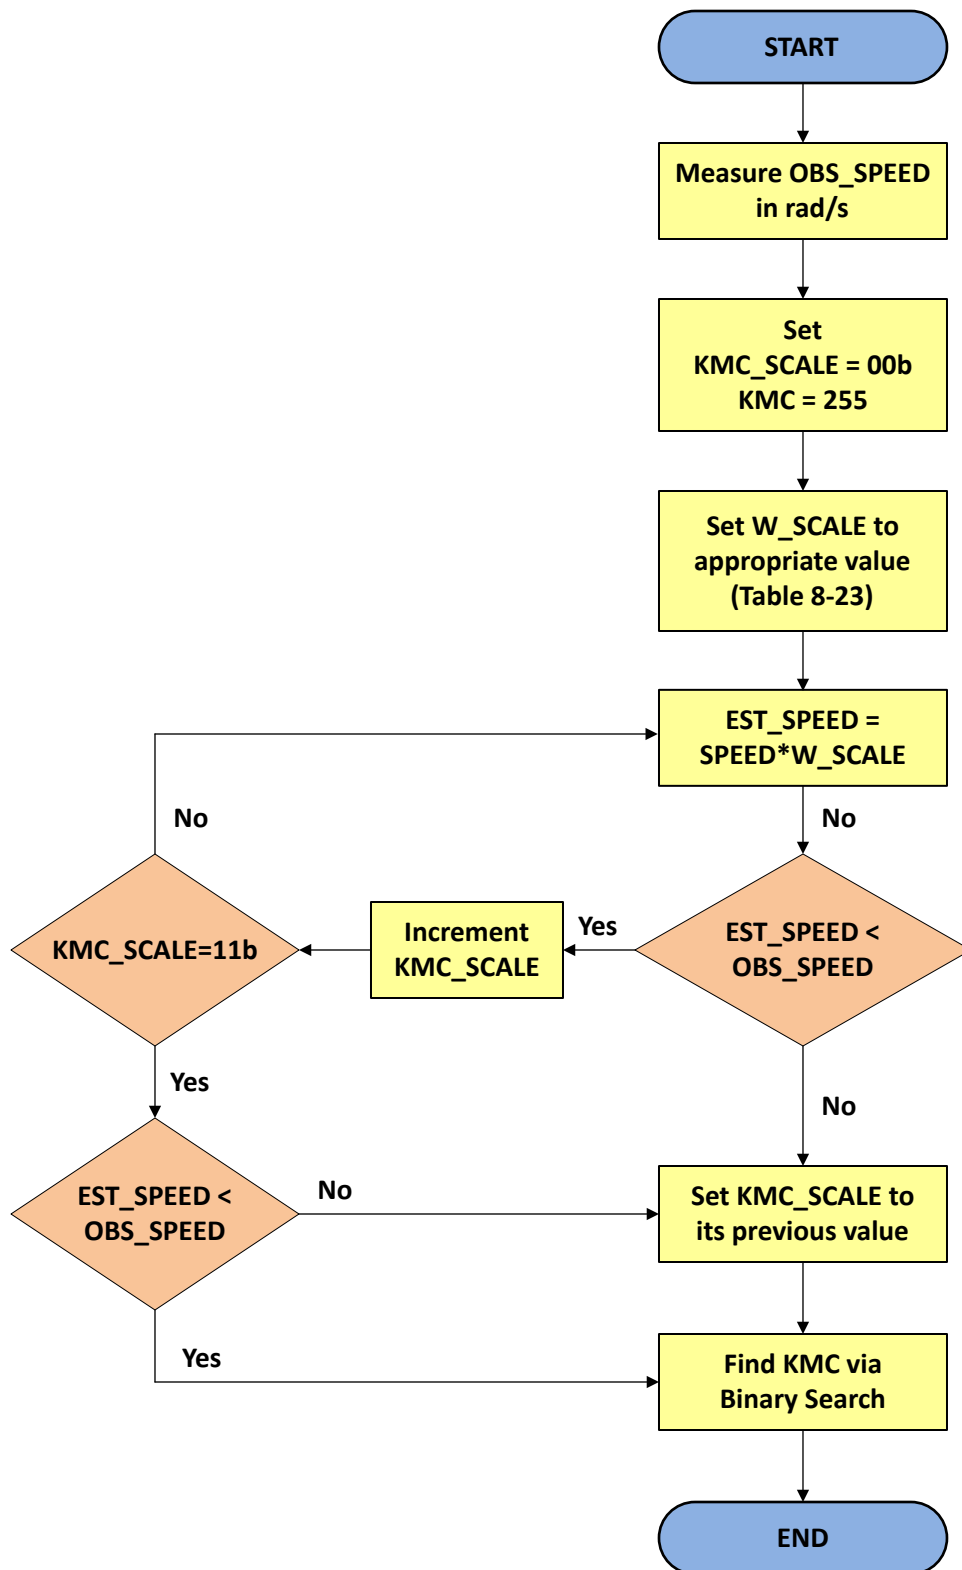 START
Measure OBS_SPEED
in rad/s
Set
KMC_SCALE = 00b
KMC = 255
Set W_SCALE to
appropriate value
(Table 8-23)
EST_SPEED =
SPEED*W_SCALE
No
No
EST_SPEED <
OBS_SPEED
Yes
Increment
KMC_SCALE
KMC_SCALE=11b
Yes
No
EST_SPEED <
OBS_SPEED
No
Set KMC_SCALE to
its previous value
Yes
Find KMC via
Binary Search
END